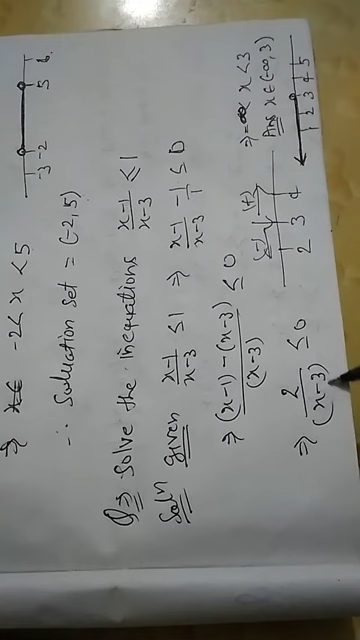 ⇒ -2 < x < 5
-3 -2 5 6
∴ Soluation set = (-2, 5)
Q⇒ Solve the inequations x-1/x-3 ≤ 1
Solⁿ given x-1/x-3 ≤ 1 ⇒ x-1/x-3 - 1/1 ≤ 0
⇒ (x-1)-(x-3)/(x-3) ≤ 0
⇒ 2/(x-3) ≤ 0
(-) (+)
2 3 4
⇒ -∞ < x < 3
Ans x ∈ (-∞, 3)
1 2 3 4 5